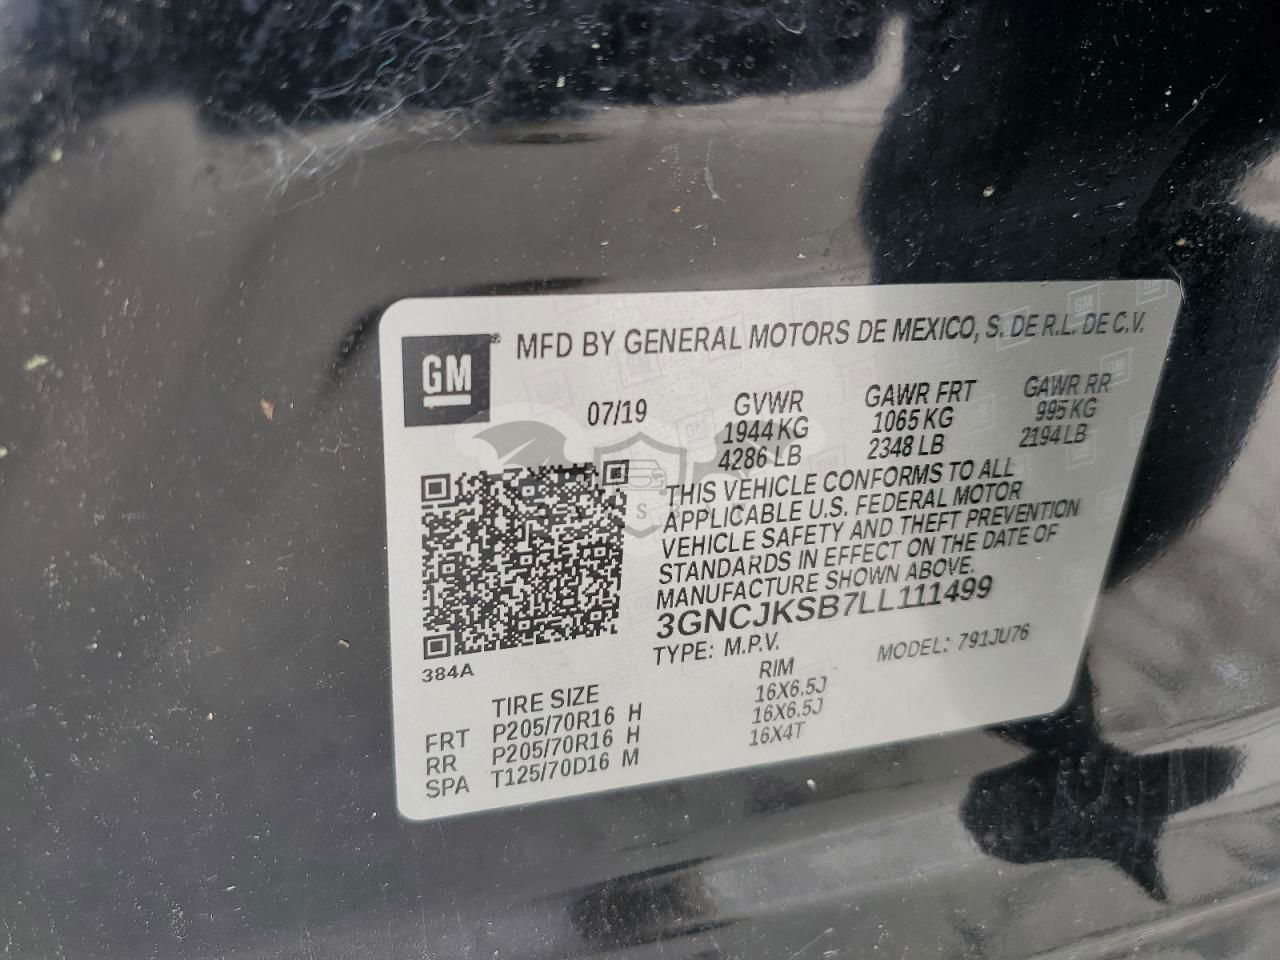 GM
MFD BY GENERAL MOTORS DE MEXICO, S. DE R.L. DE C.V.
07/19 GVWR GAWR FRT GAWR RR
1944 KG 1065 KG 995 KG
4286 LB 2348 LB 2194 LB
THIS VEHICLE CONFORMS TO ALL
APPLICABLE U.S. FEDERAL MOTOR
VEHICLE SAFETY AND THEFT PREVENTION
STANDARDS IN EFFECT ON THE DATE OF
MANUFACTURE SHOWN ABOVE.
3GNCJKSB7LL111499
TYPE: M.P.V. MODEL: 791JU76
384A
TIRE SIZE RIM
FRT P205/70R16 H 16X6.5J
RR P205/70R16 H 16X6.5J
SPA T125/70D16 M 16X4T